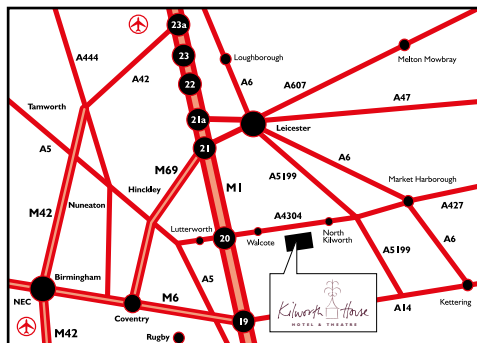 23a
A444
23
Loughborough
Melton Mowbray
A42
A6
A607
22
Tamworth
A47
21a
Leicester
A5
21
A6
M69
M1
A5199
Market Harborough
Hinckley
M42
Nuneaton
A4304
A427
Lutterworth
20
Walcote
North
Kilworth
A5199
A6
Birmingham
A5
NEC
M6
Kilworth House
HOTEL & THEATRE
A14
Kettering
Coventry
19
M42
Rugby